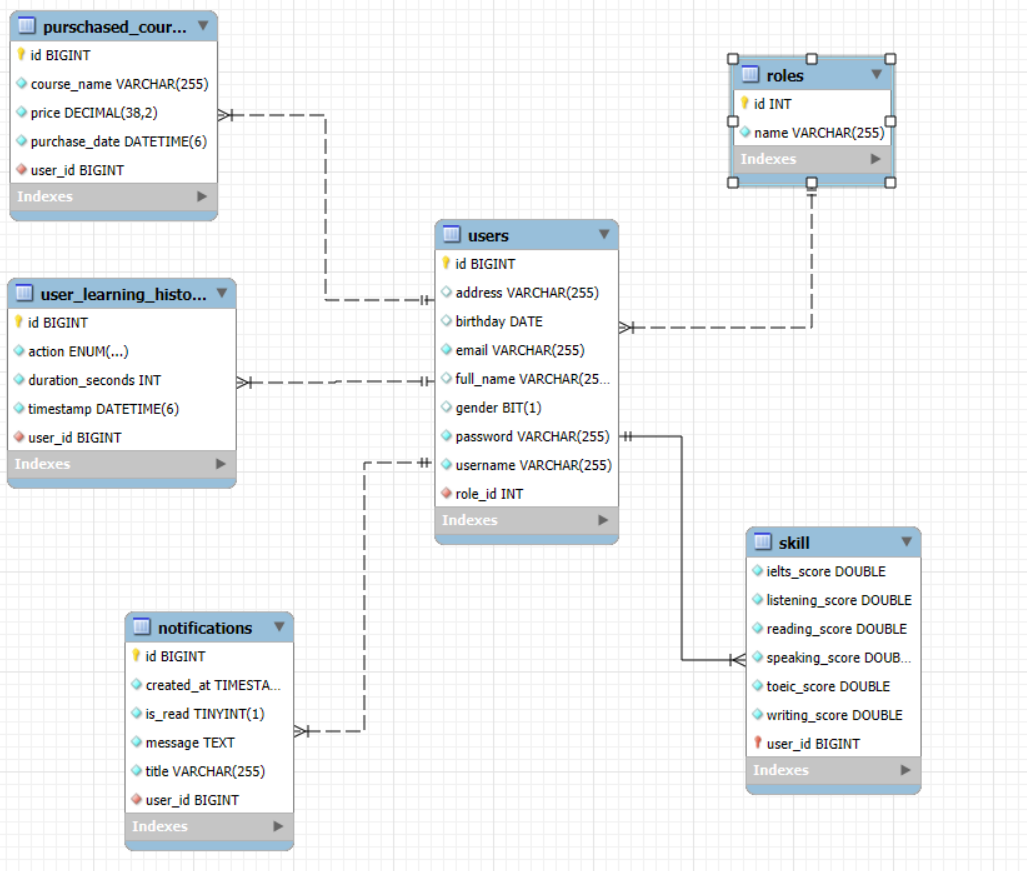 purschased_cour...
id BIGINT
course_name VARCHAR(255)
price DECIMAL(38,2)
purchase_date DATETIME(6)
user_id BIGINT
Indexes
roles
id INT
name VARCHAR(255)
Indexes
users
id BIGINT
address VARCHAR(255)
birthday DATE
email VARCHAR(255)
full_name VARCHAR(25...
gender BIT(1)
password VARCHAR(255)
username VARCHAR(255)
role_id INT
Indexes
user_learning_histo...
id BIGINT
action ENUM(...)
duration_seconds INT
timestamp DATETIME(6)
user_id BIGINT
Indexes
skill
ielts_score DOUBLE
listening_score DOUBLE
reading_score DOUBLE
speaking_score DOUB...
toeic_score DOUBLE
writing_score DOUBLE
user_id BIGINT
Indexes
notifications
id BIGINT
created_at TIMESTA...
is_read TINYINT(1)
message TEXT
title VARCHAR(255)
user_id BIGINT
Indexes